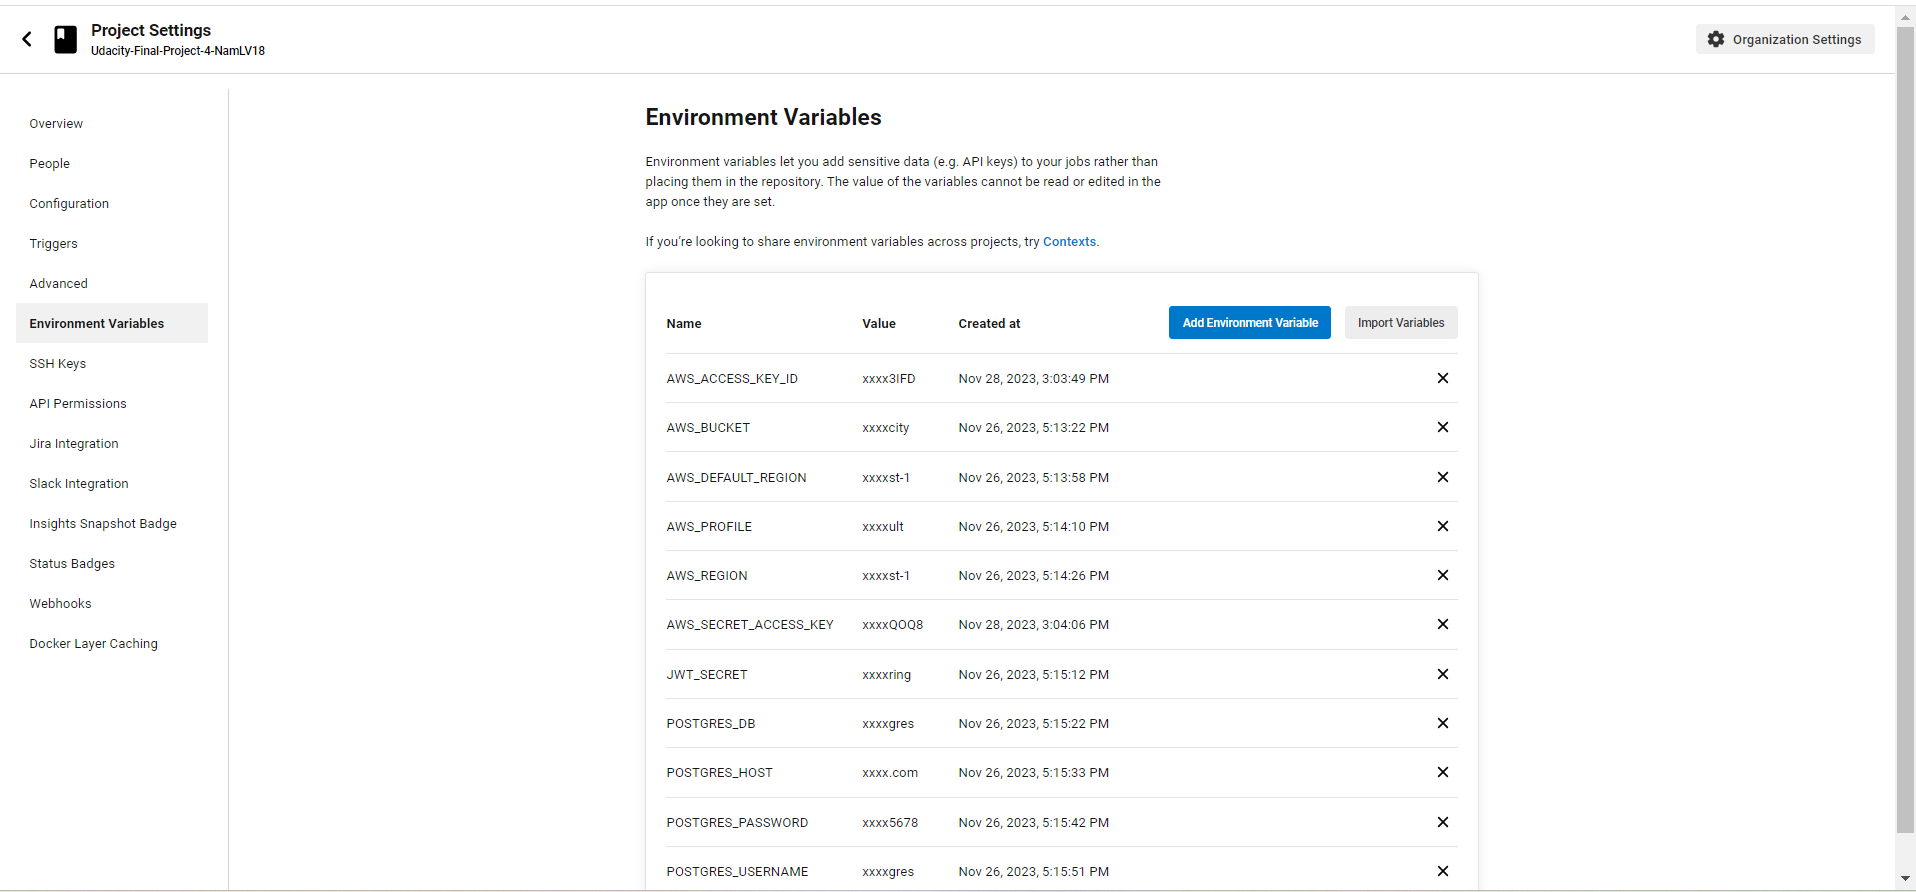 Project Settings
Udacity-Final-Project-4-NamLV18
Organization Settings
Overview
People
Configuration
Triggers
Advanced
Environment Variables
SSH Keys
API Permissions
Jira Integration
Slack Integration
Insights Snapshot Badge
Status Badges
Webhooks
Docker Layer Caching
Environment Variables
Environment variables let you add sensitive data (e.g. API keys) to your jobs rather than
placing them in the repository. The value of the variables cannot be read or edited in the
app once they are set.
If you're looking to share environment variables across projects, try Contexts.
Name Value Created at Add Environment Variable Import Variables
AWS_ACCESS_KEY_ID xxxx3IFD Nov 28, 2023, 3:03:49 PM
AWS_BUCKET xxxxcity Nov 26, 2023, 5:13:22 PM
AWS_DEFAULT_REGION xxxxst-1 Nov 26, 2023, 5:13:58 PM
AWS_PROFILE xxxxult Nov 26, 2023, 5:14:10 PM
AWS_REGION xxxxst-1 Nov 26, 2023, 5:14:26 PM
AWS_SECRET_ACCESS_KEY xxxxQOQ8 Nov 28, 2023, 3:04:06 PM
JWT_SECRET xxxxring Nov 26, 2023, 5:15:12 PM
POSTGRES_DB xxxxgres Nov 26, 2023, 5:15:22 PM
POSTGRES_HOST xxxx.com Nov 26, 2023, 5:15:33 PM
POSTGRES_PASSWORD xxxx5678 Nov 26, 2023, 5:15:42 PM
POSTGRES_USERNAME xxxxgres Nov 26, 2023, 5:15:51 PM